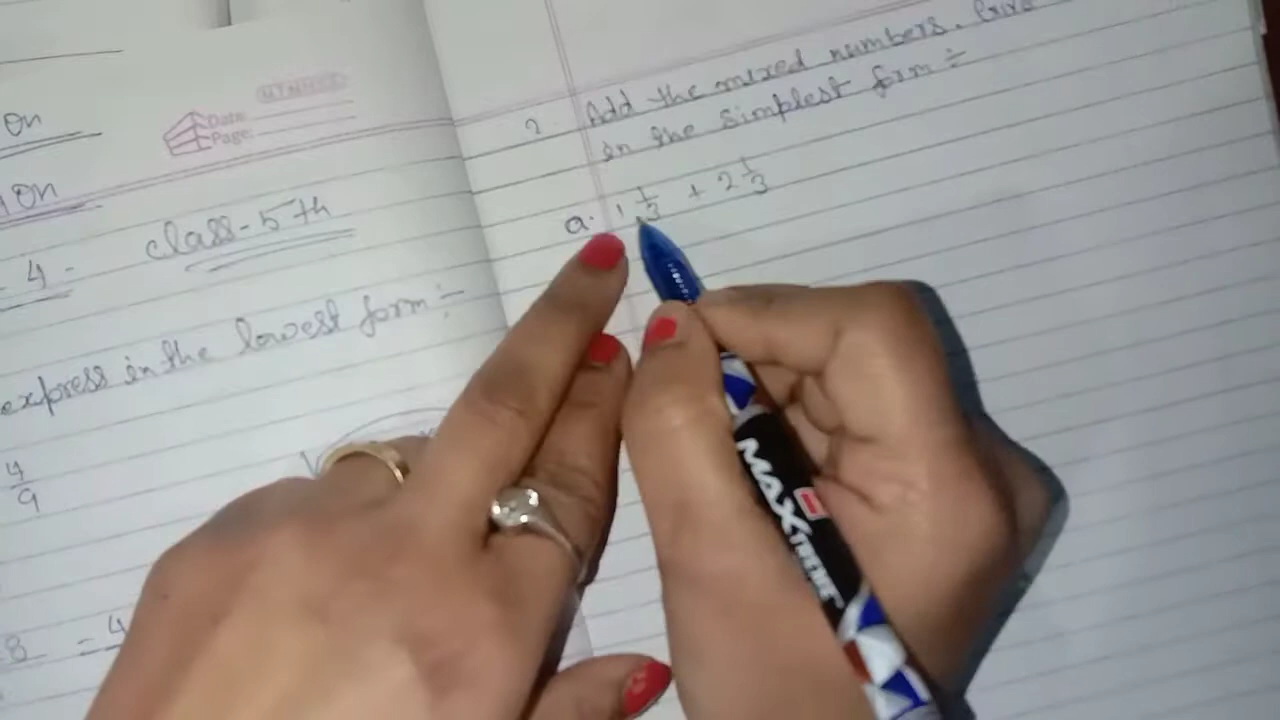 on
on
Date:
Page:
- 4 -
class-5th
express in the lowest form :-
4/9
8 = 4
2 Add the mixed numbers. Give
in the simplest form :-
a. 1 1/3 + 2 1/3
MAXTREME